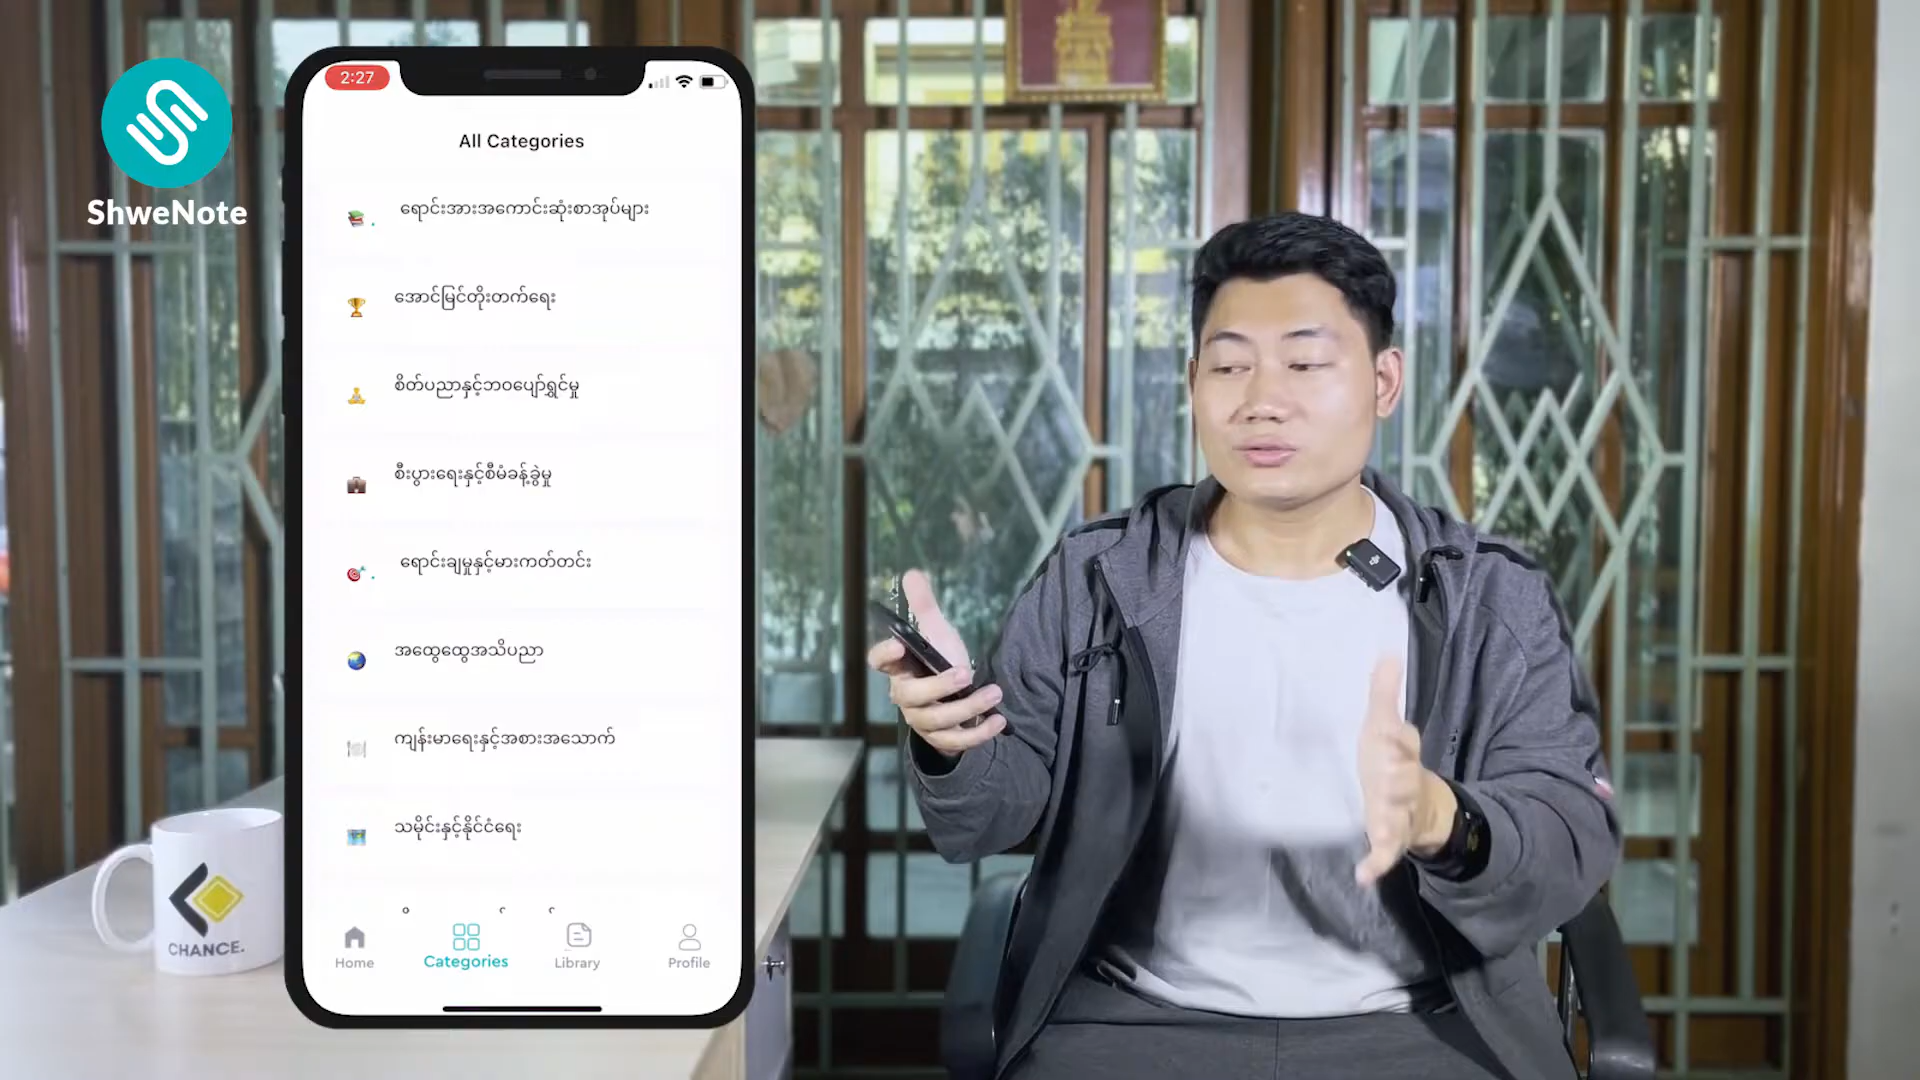 2:27
ShweNote
All Categories
ရောင်းအားအကောင်းဆုံးစာအုပ်များ
အောင်မြင်တိုးတက်ရေး
စိတ်ပညာနှင့်ဘဝပျော်ရွှင်မှု
စီးပွားရေးနှင့်စီမံခန့်ခွဲမှု
ရောင်းချမှုနှင့်မားကတ်တင်း
အထွေထွေအသိပညာ
ကျန်းမာရေးနှင့်အစားအသောက်
သမိုင်းနှင့်နိုင်ငံရေး
Home
Categories
Library
Profile
CHANCE.